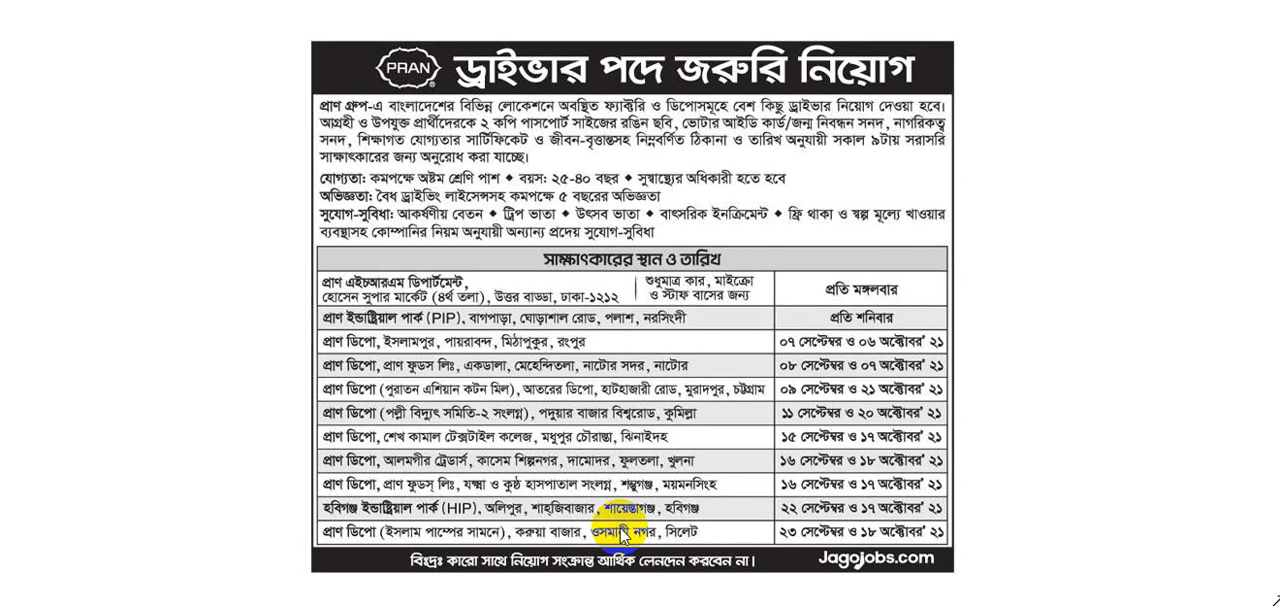 PRAN ড্রাইভার পদে জরুরি নিয়োগ
প্রাণ গ্রুপ-এ বাংলাদেশের বিভিন্ন লোকেশনে অবস্থিত ফ্যাক্টরি ও ডিপোসমূহে বেশ কিছু ড্রাইভার নিয়োগ দেওয়া হবে।
আগ্রহী ও উপযুক্ত প্রার্থীদেরকে ২ কপি পাসপোর্ট সাইজের রঙিন ছবি, ভোটার আইডি কার্ড/জন্ম নিবন্ধন সনদ, নাগরিকত্ব
সনদ, শিক্ষাগত যোগ্যতার সার্টিফিকেট ও জীবন-বৃত্তান্তসহ নিম্নবর্ণিত ঠিকানা ও তারিখ অনুযায়ী সকাল ৯টায় সরাসরি
সাক্ষাৎকারের জন্য অনুরোধ করা যাচ্ছে।
যোগ্যতা: কমপক্ষে অষ্টম শ্রেণি পাশ ◆ বয়স: ২৫-৪০ বছর ◆ সুস্বাস্থ্যের অধিকারী হতে হবে
অভিজ্ঞতা: বৈধ ড্রাইভিং লাইসেন্সসহ কমপক্ষে ৫ বছরের অভিজ্ঞতা
সুযোগ-সুবিধা: আকর্ষণীয় বেতন ◆ ট্রিপ ভাতা ◆ উৎসব ভাতা ◆ বাৎসরিক ইনক্রিমেন্ট ◆ ফ্রি থাকা ও স্বল্প মূল্যে খাওয়ার
ব্যবস্থাসহ কোম্পানির নিয়ম অনুযায়ী অন্যান্য প্রদেয় সুযোগ-সুবিধা
সাক্ষাৎকারের স্থান ও তারিখ
প্রাণ এইচআরএম ডিপার্টমেন্ট, শুধুমাত্র কার, মাইক্রো প্রতি মঙ্গলবার
হোসেন সুপার মার্কেট (৪র্থ তলা), উত্তর বাড্ডা, ঢাকা-১২১২ ও স্টাফ বাসের জন্য
প্রাণ ইন্ডাষ্ট্রিয়াল পার্ক (PIP), বাগপাড়া, ঘোড়াশাল রোড, পলাশ, নরসিংদী প্রতি শনিবার
প্রাণ ডিপো, ইসলামপুর, পায়রাবন্দ, মিঠাপুকুর, রংপুর ০৭ সেপ্টেম্বর ও ০৬ অক্টোবর' ২১
প্রাণ ডিপো, প্রাণ ফুডস লিঃ, একডালা, মেহেন্দিতলা, নাটোর সদর, নাটোর ০৮ সেপ্টেম্বর ও ০৭ অক্টোবর' ২১
প্রাণ ডিপো (পুরাতন এশিয়ান কটন মিল), আতরের ডিপো, হাটহাজারী রোড, মুরাদপুর, চট্টগ্রাম ০৯ সেপ্টেম্বর ও ২১ অক্টোবর' ২১
প্রাণ ডিপো (পল্লী বিদ্যুৎ সমিতি-২ সংলগ্ন), পদুয়ার বাজার বিশ্বরোড, কুমিল্লা ১১ সেপ্টেম্বর ও ২০ অক্টোবর' ২১
প্রাণ ডিপো, শেখ কামাল টেক্সটাইল কলেজ, মধুপুর চৌরাস্তা, ঝিনাইদহ ১৫ সেপ্টেম্বর ও ১৭ অক্টোবর' ২১
প্রাণ ডিপো, আলমগীর ট্রেডার্স, কাসেম শিল্পনগর, দামোদর, ফুলতলা, খুলনা ১৬ সেপ্টেম্বর ও ১৮ অক্টোবর' ২১
প্রাণ ডিপো, প্রাণ ফুডস্ লিঃ, যক্ষা ও কুষ্ঠ হাসপাতাল সংলগ্ন, শম্ভুগঞ্জ, ময়মনসিংহ ১৬ সেপ্টেম্বর ও ১৭ অক্টোবর' ২১
হবিগঞ্জ ইন্ডাষ্ট্রিয়াল পার্ক (HIP), অলিপুর, শাহ্জিবাজার, শায়েস্তাগঞ্জ, হবিগঞ্জ ২২ সেপ্টেম্বর ও ১৭ অক্টোবর' ২১
প্রাণ ডিপো (ইসলাম পাম্পের সামনে), করুয়া বাজার, ওসমানী নগর, সিলেট ২৩ সেপ্টেম্বর ও ১৮ অক্টোবর' ২১
বিঃদ্রঃ কারো সাথে নিয়োগ সংক্রান্ত আর্থিক লেনদেন করবেন না। Jagojobs.com